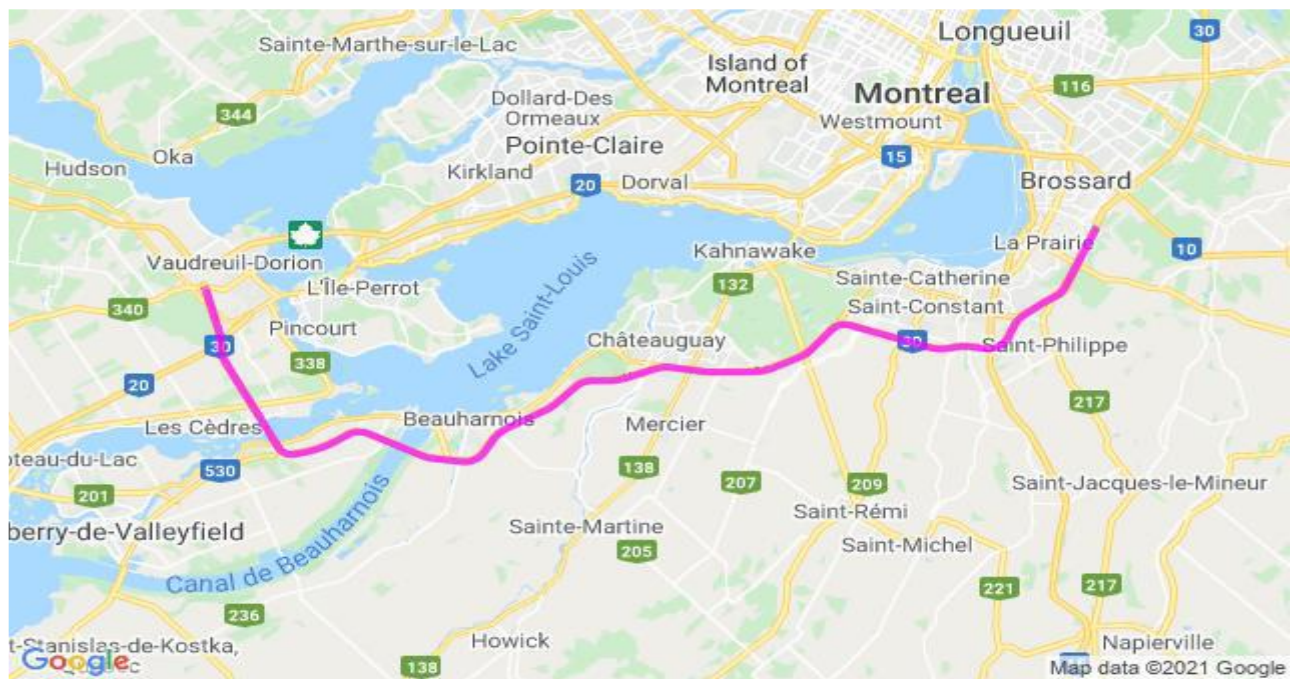 Longueuil
30
Sainte-Marthe-sur-le-Lac
Island of
Montreal
116
Dollard-Des
Ormeaux
Montreal
344
Westmount
Pointe-Claire
Oka
15
Hudson
Kirkland
20
Dorval
Brossard
Kahnawake
La Prairie
10
Vaudreuil-Dorion
Sainte-Catherine
132
L'Île-Perrot
340
Saint-Constant
Pincourt
Lake Saint-Louis
30
Châteauguay
30
Saint-Philippe
338
20
217
Beauharnois
Les Cèdres
Mercier
oteau-du-Lac
530
138
201
207
209
Saint-Jacques-le-Mineur
Saint-Rémi
berry-de-Valleyfield
Sainte-Martine
Canal de Beauharnois
205
Saint-Michel
221
217
236
t-Stanislas-de-Kostka,
Howick
Napierville
Google
138
Map data ©2021 Google